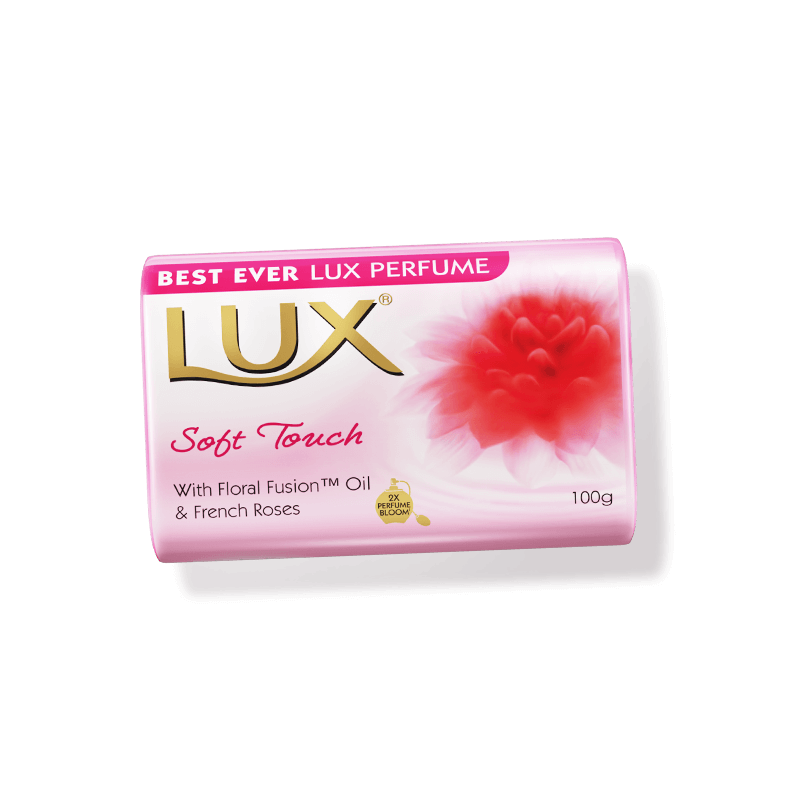 BEST EVER LUX PERFUME
LUX®
Soft Touch
With Floral Fusion™ Oil
& French Roses
2X
PERFUME
BLOOM
100g